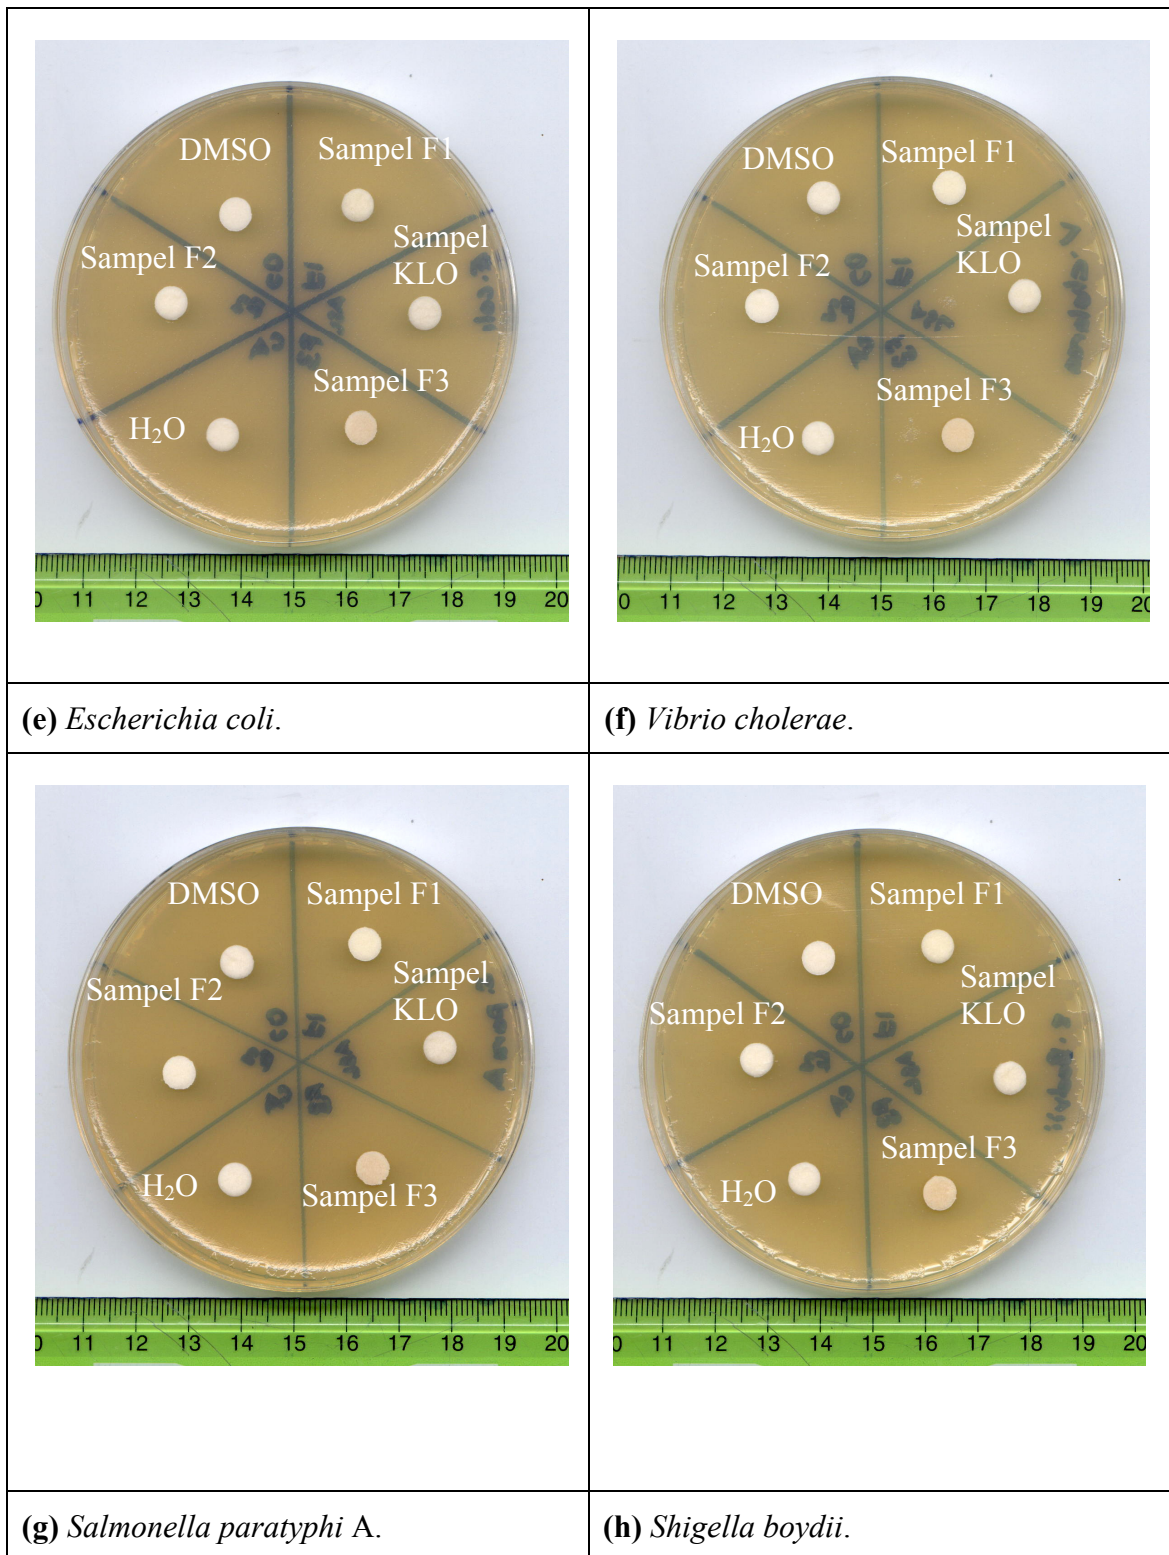 DMSO
Sampel F1
Sampel F2
Sampel
KLO
Sampel F3
H₂O
E. coli
0 11 12 13 14 15 16 17 18 19 20
DMSO
Sampel F1
Sampel F2
Sampel
KLO
Sampel F3
H₂O
0 11 12 13 14 15 16 17 18 19 20
(e) Escherichia coli.
(f) Vibrio cholerae.
DMSO
Sampel F1
Sampel F2
Sampel
KLO
H₂O
Sampel F3
0 11 12 13 14 15 16 17 18 19 20
DMSO
Sampel F1
Sampel F2
Sampel
KLO
Sampel F3
H₂O
S. boydii
0 11 12 13 14 15 16 17 18 19 20
(g) Salmonella paratyphi A.
(h) Shigella boydii.